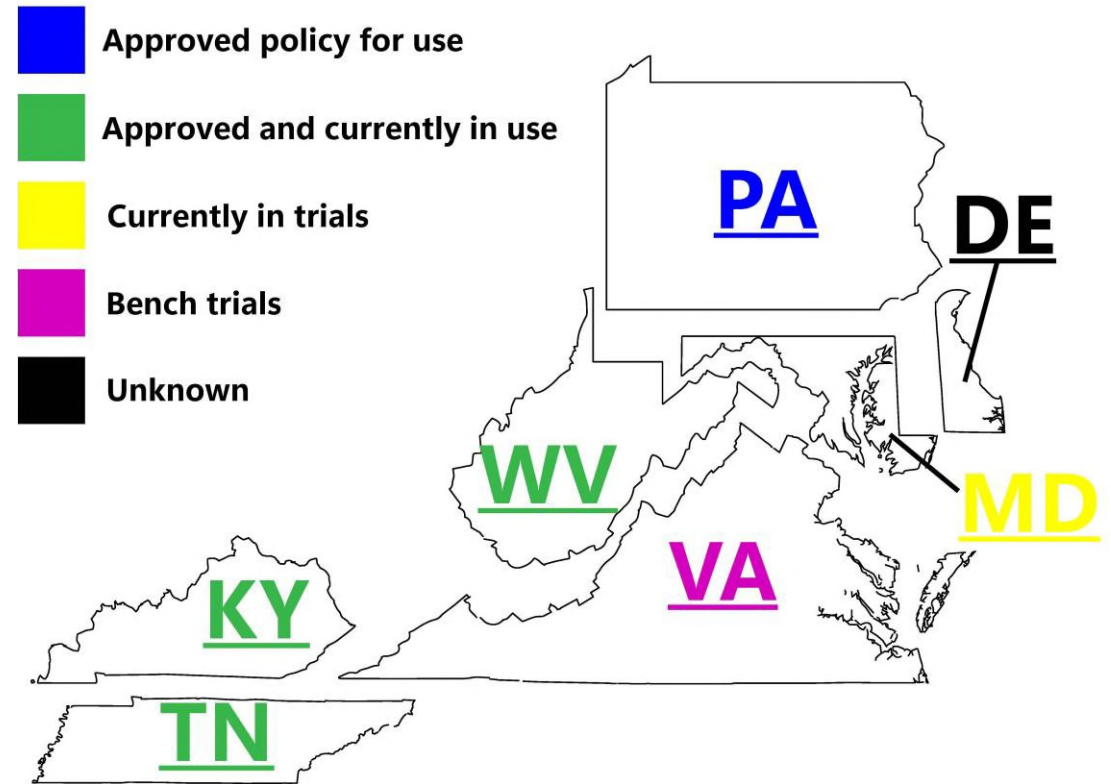 Approved policy for use
Approved and currently in use
Currently in trials
Bench trials
Unknown
PA
DE
WV
MD
VA
KY
TN